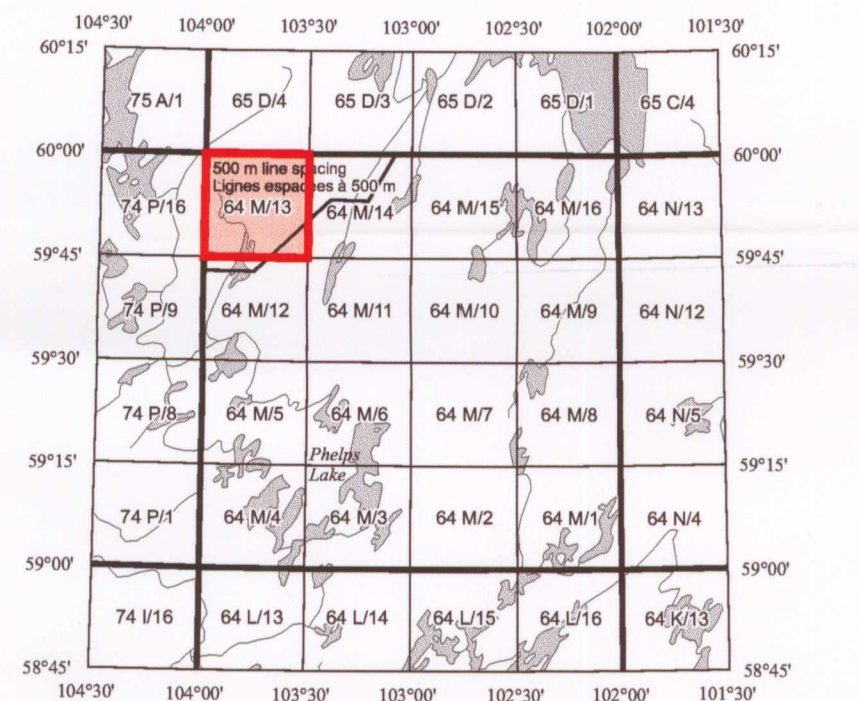 104°30' 104°00' 103°30' 103°00' 102°30' 102°00' 101°30'
60°15' 60°15'
75 A/1 65 D/4 65 D/3 65 D/2 65 D/1 65 C/4
60°00' 60°00'
500 m line spacing
Lignes espacées à 500 m
74 P/16 64 M/13 64 M/14 64 M/15 64 M/16 64 N/13
59°45' 59°45'
74 P/9 64 M/12 64 M/11 64 M/10 64 M/9 64 N/12
59°30' 59°30'
74 P/8 64 M/5 64 M/6 64 M/7 64 M/8 64 N/5
Phelps
59°15' 59°15'
Lake
74 P/1 64 M/4 64 M/3 64 M/2 64 M/1 64 N/4
59°00' 59°00'
74 I/16 64 L/13 64 L/14 64 L/15 64 L/16 64 K/13
58°45' 58°45'
104°30' 104°00' 103°30' 103°00' 102°30' 102°00' 101°30'